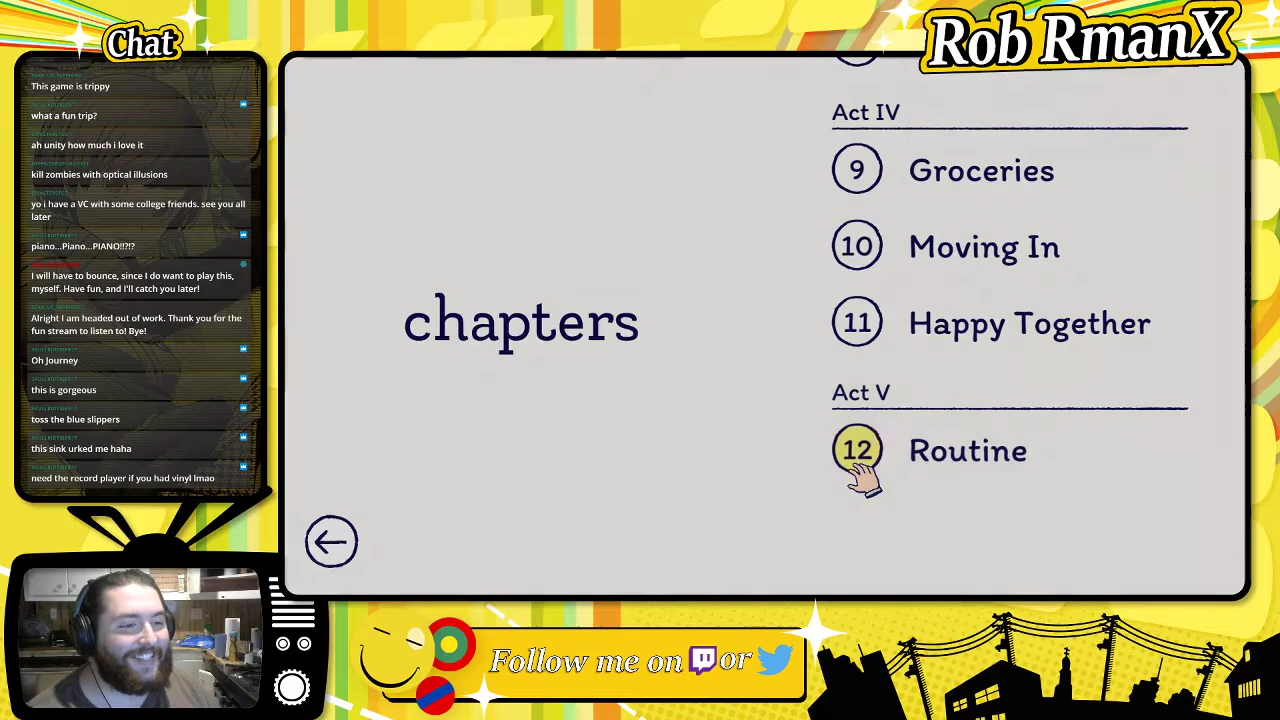 Chat
This game is trippy
what a fun trip?
ah unity how much i love it
kill zombies with optical illusions
yo i have a VC with some college friends. see you all
later
piano...Piano...PIANO!!?!?
I will have to bounce, since I do want to play this,
myself. Have fun, and I'll catch you later!
Alright I am headed out of work. Thank you for the
fun stream to listen to! Bye!
Oh Journey
this is gorgeous
toss the blue slippers
this sink urked me haha
need the record player if you had vinyl lmao
Rob RmanX
chapters
Act IV
9 Groceries
10 Moving In
11 Happy Together
Act V
12 Routine
Follow me on or